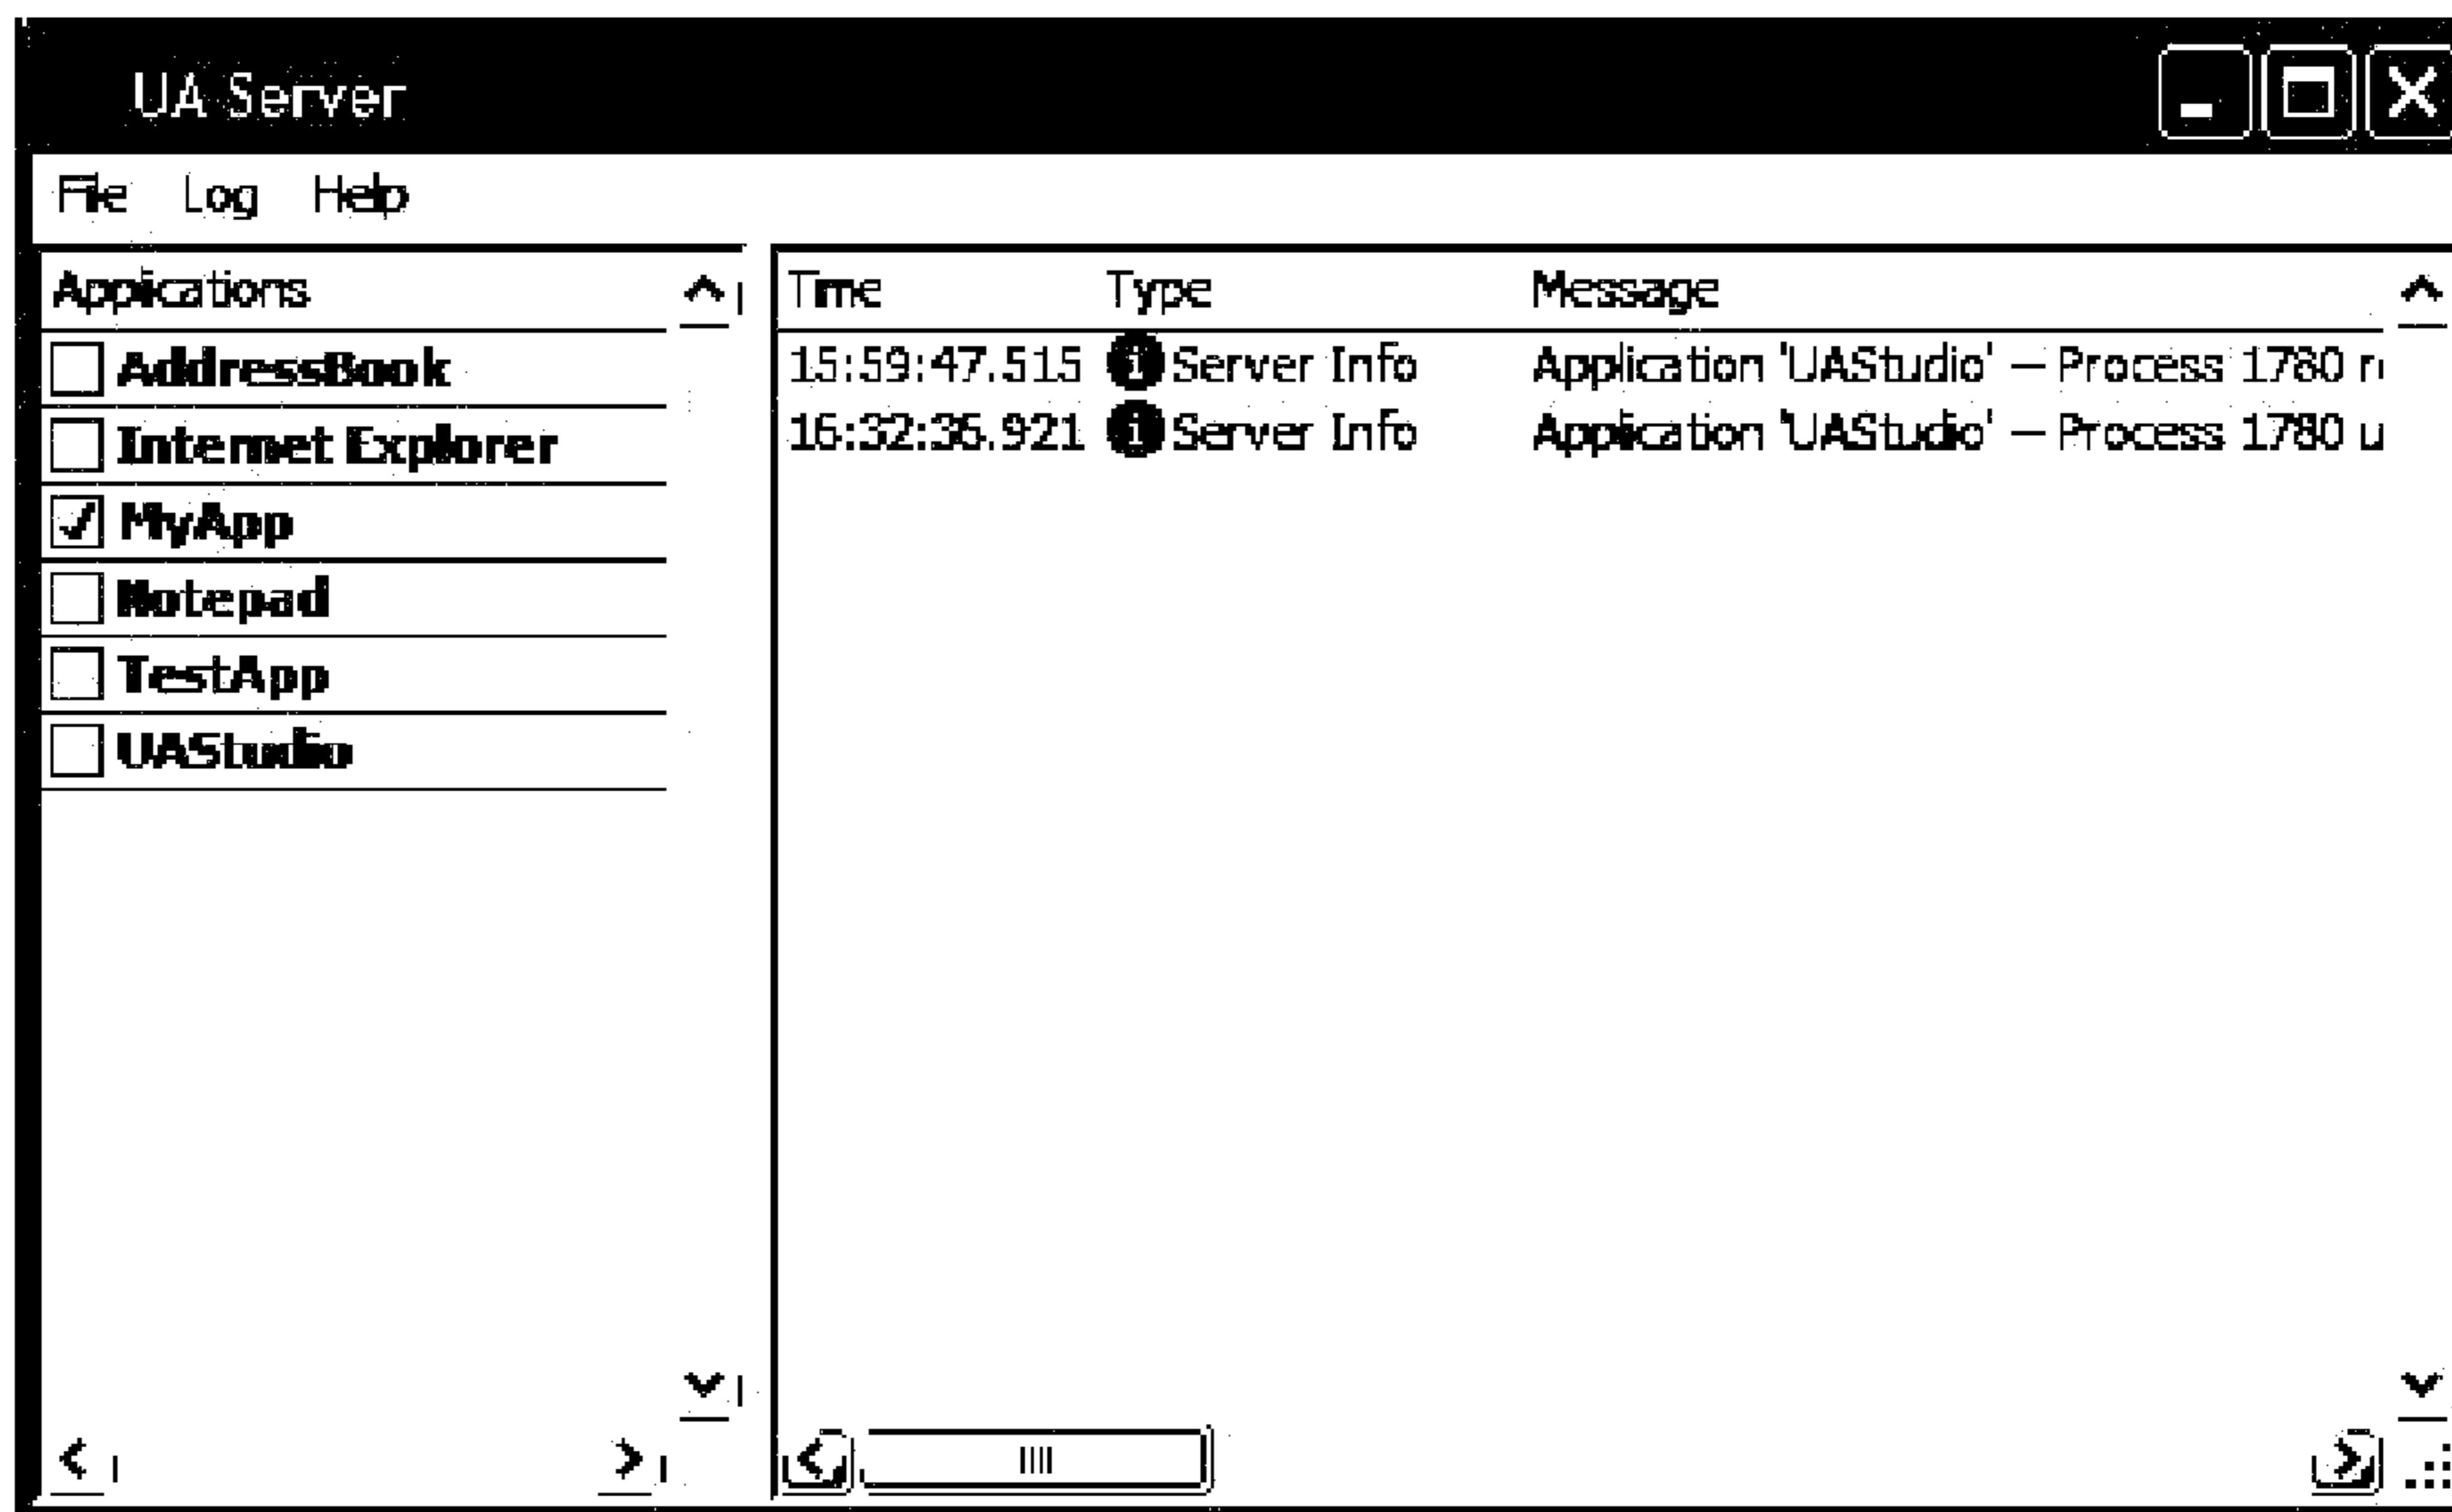 UA Server
File Log Help
Applications
AddressBook
Internet Explorer
MyApp
Notepad
TestApp
UAStudio
Time Type Message
15:59:47.515 Server Info Application 'UAStudio' – Process 1780 r
16:32:36.921 Server Info Application 'UAStudio' – Process 1780 u